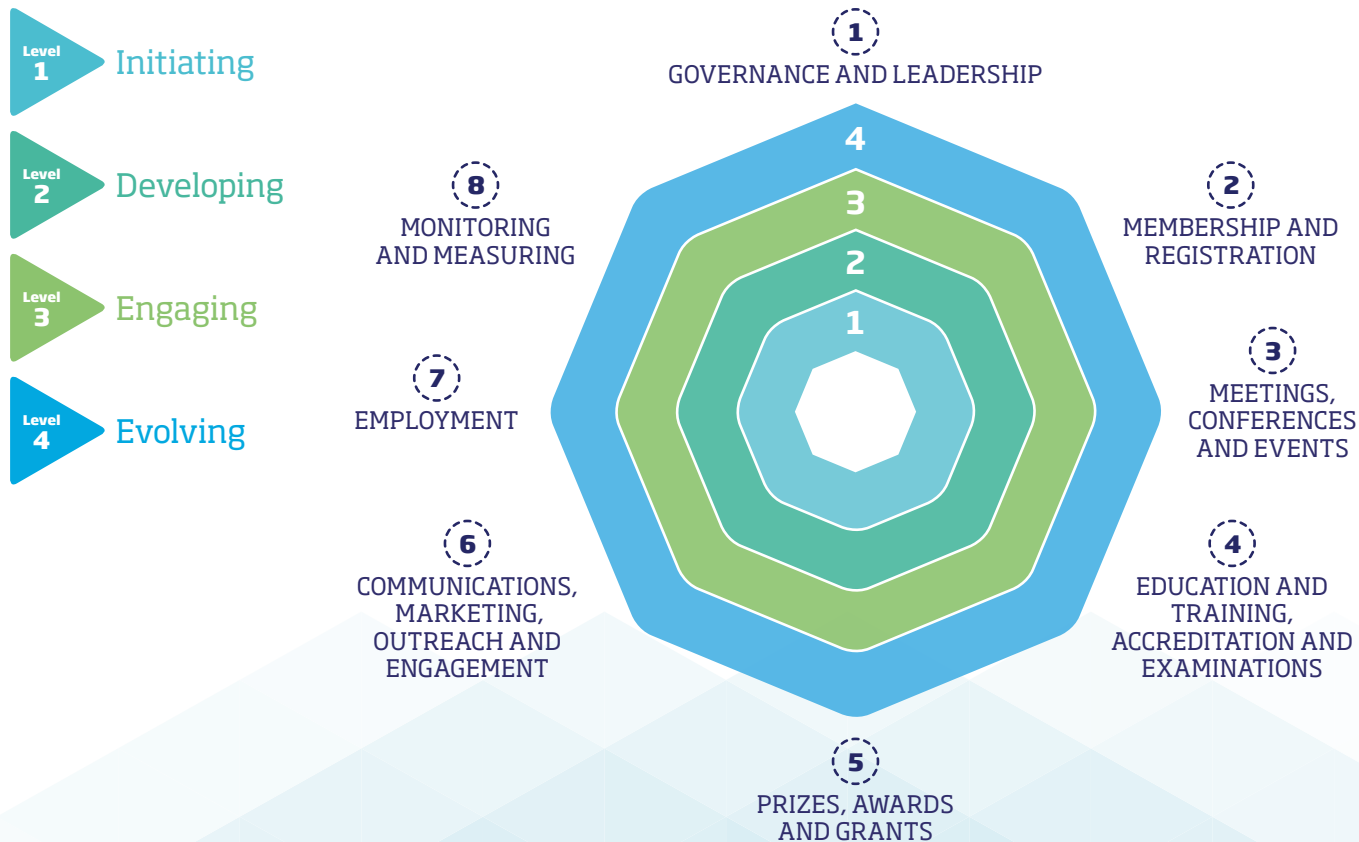 Level
1
Initiating
Level
2
Developing
Level
3
Engaging
Level
4
Evolving
1
GOVERNANCE AND LEADERSHIP
2
MEMBERSHIP AND
REGISTRATION
3
MEETINGS,
CONFERENCES
AND EVENTS
4
EDUCATION AND
TRAINING,
ACCREDITATION AND
EXAMINATIONS
5
PRIZES, AWARDS
AND GRANTS
6
COMMUNICATIONS,
MARKETING,
OUTREACH AND
ENGAGEMENT
7
EMPLOYMENT
8
MONITORING
AND MEASURING
4
3
2
1